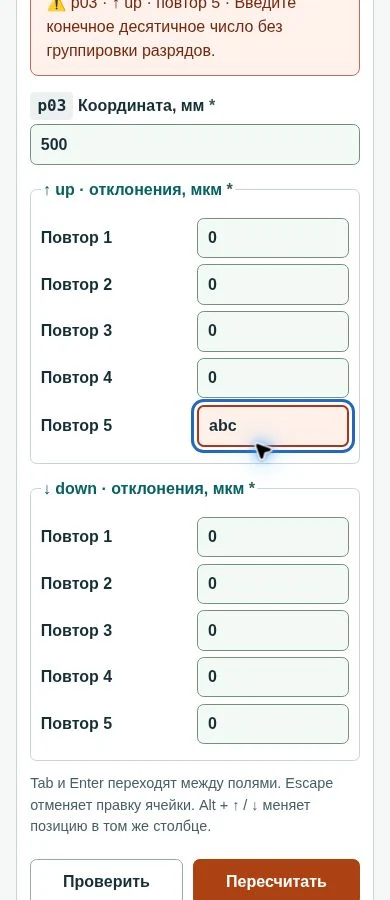 ⚠️ p03 · ↑ up · повтор 5 · Введите
конечное десятичное число без
группировки разрядов.
p03 Координата, мм *
500
↑ up · отклонения, мкм *
Повтор 1 0
Повтор 2 0
Повтор 3 0
Повтор 4 0
Повтор 5 abc
↓ down · отклонения, мкм *
Повтор 1 0
Повтор 2 0
Повтор 3 0
Повтор 4 0
Повтор 5 0
Tab и Enter переходят между полями. Escape
отменяет правку ячейки. Alt + ↑ / ↓ меняет
позицию в том же столбце.
Проверить Пересчитать